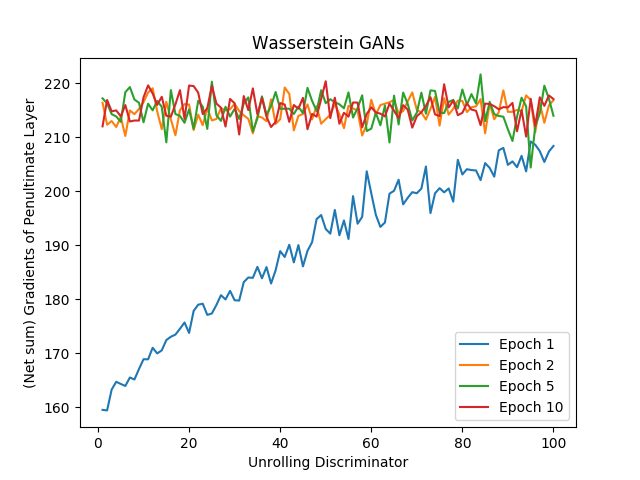 Wasserstein GANs
(Net sum) Gradients of Penultimate Layer
220
210
200
190
180
170
160
0 20 40 60 80 100
Unrolling Discriminator
Epoch 1
Epoch 2
Epoch 5
Epoch 10